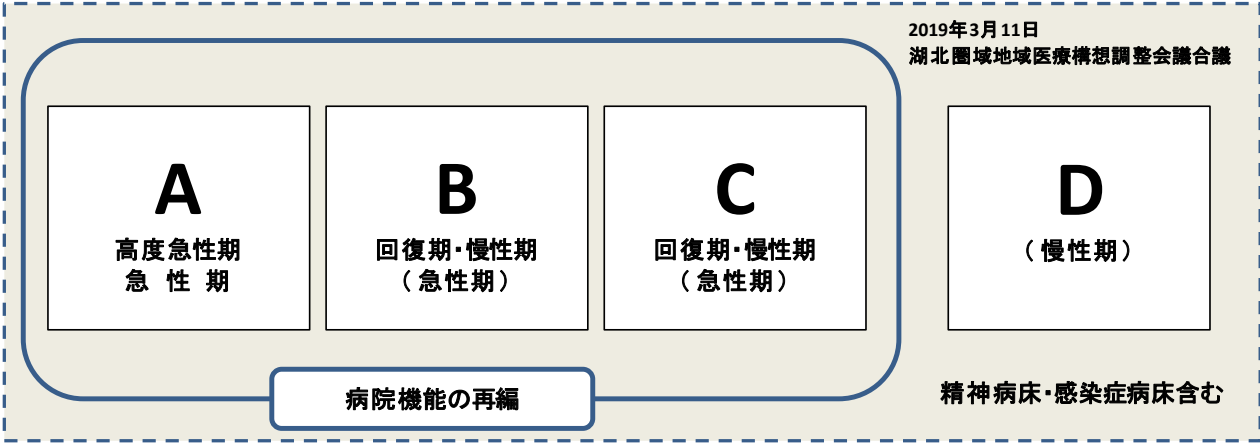 2019年3月11日
湖北圏域地域医療構想調整会議合議
A
高度急性期
急 性 期
B
回復期・慢性期
（ 急性期 ）
C
回復期・慢性期
（ 急性期 ）
D
（ 慢性期 ）
病院機能の再編
精神病床・感染症病床含む